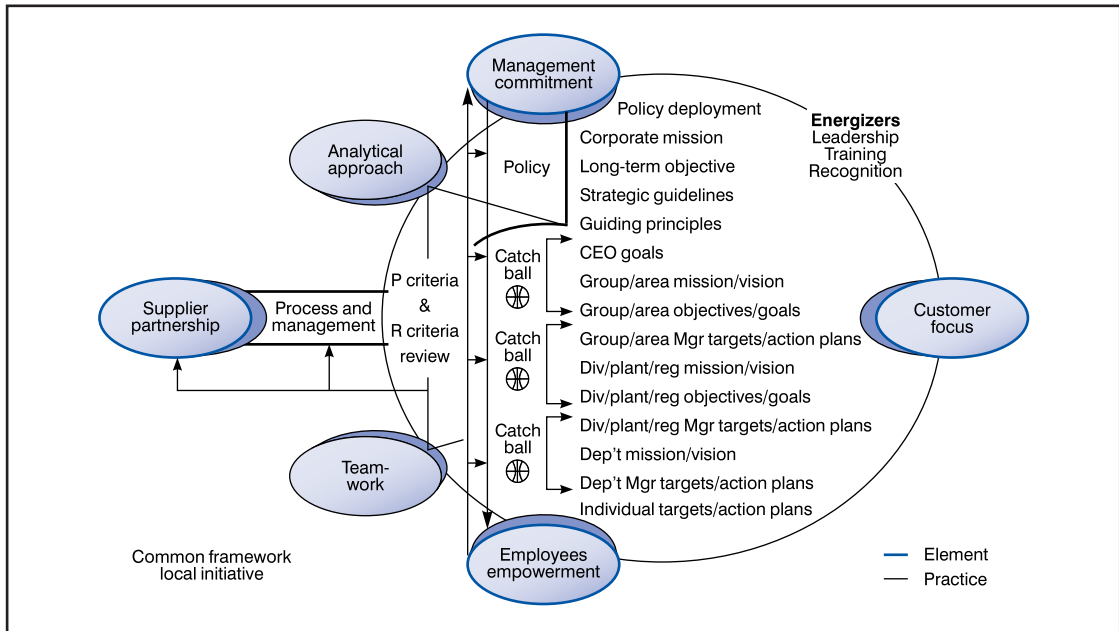 Management
commitment
Policy deployment
Energizers
Leadership
Training
Recognition
Corporate mission
Analytical
approach
Policy
Long-term objective
Strategic guidelines
Guiding principles
Catch
ball
CEO goals
Group/area mission/vision
Group/area objectives/goals
P criteria
&
R criteria
review
Supplier
partnership
Process and
management
Customer
focus
Catch
ball
Group/area Mgr targets/action plans
Div/plant/reg mission/vision
Div/plant/reg objectives/goals
Catch
ball
Div/plant/reg Mgr targets/action plans
Dep't mission/vision
Dep't Mgr targets/action plans
Individual targets/action plans
Team-
work
Employees
empowerment
Common framework
local initiative
Element
Practice